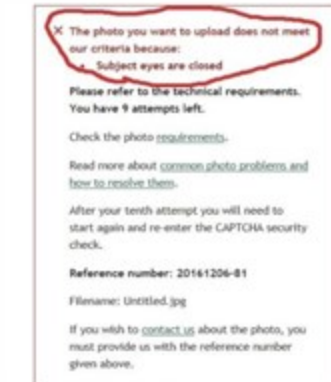 X The photo you want to upload does not meet
our criteria because:
• Subject eyes are closed
Please refer to the technical requirements.
You have 9 attempts left.
Check the photo requirements.
Read more about common photo problems and
how to resolve them.
After your tenth attempt you will need to
start again and re-enter the CAPTCHA security
check.
Reference number: 20161206-81
Filename: Untitled.jpg
If you wish to contact us about the photo, you
must provide us with the reference number
given above.